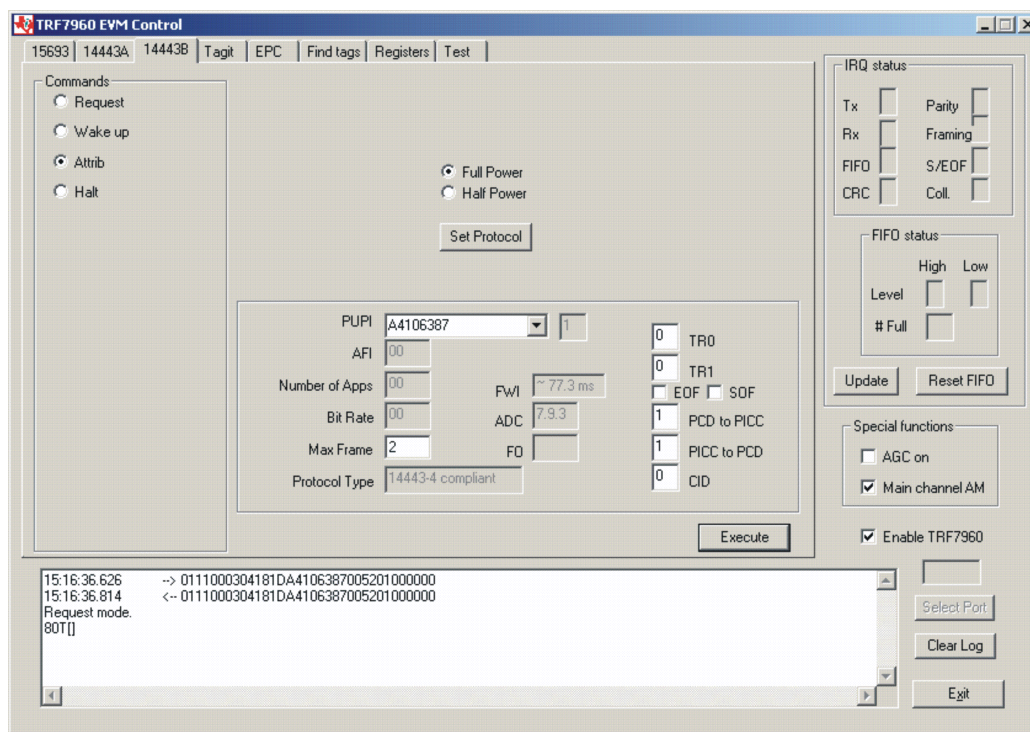 TRF7960 EVM Control
15693 14443A 14443B Tagit EPC Find tags Registers Test
Commands
Request
Wake up
Attrib
Halt
Full Power
Half Power
Set Protocol
PUPI A4106387 1
AFI 00
Number of Apps 00
Bit Rate 00
Max Frame 2
Protocol Type 14443-4 compliant
FWI ~ 77.3 ms
ADC 7.9.3
FO
0 TR0
0 TR1
EOF SOF
1 PCD to PICC
1 PICC to PCD
0 CID
Execute
IRQ status
Tx Parity
Rx Framing
FIFO S/EOF
CRC Coll.
FIFO status
High Low
Level
# Full
Update Reset FIFO
Special functions
AGC on
Main channel AM
Enable TRF7960
Select Port
Clear Log
Exit
15:16:36.626 --> 0111000304181DA4106387005201000000
15:16:36.814 <-- 0111000304181DA4106387005201000000
Request mode.
80T[]